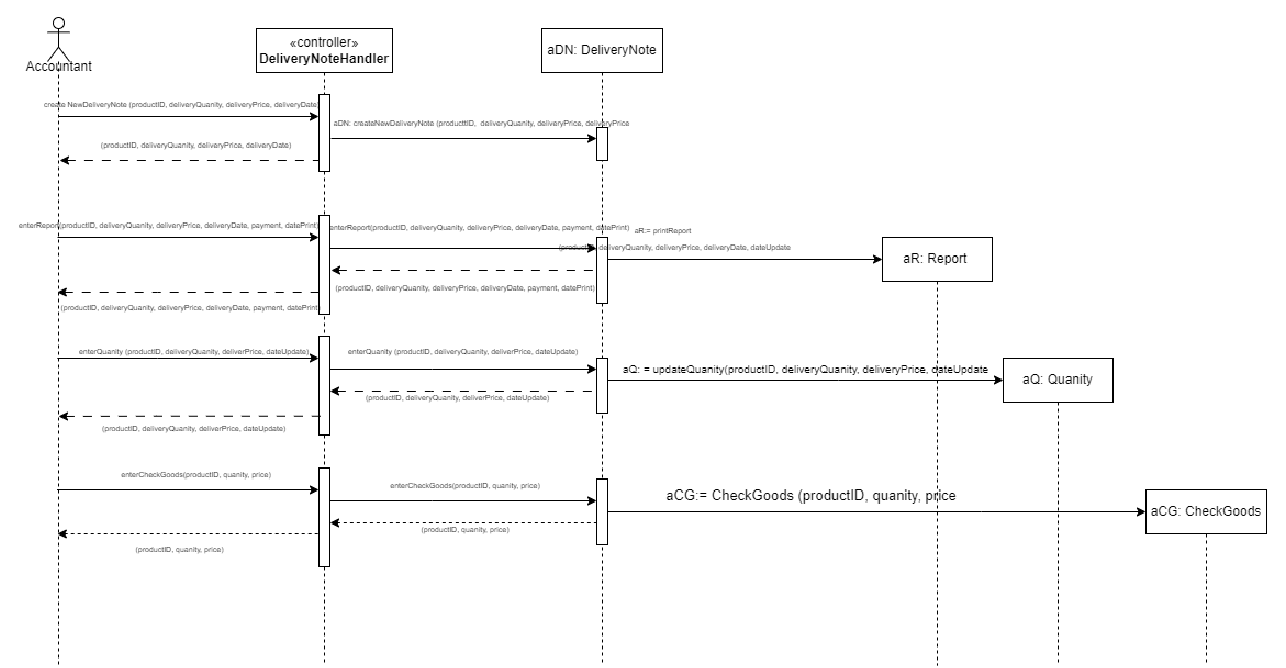 «controller»
DeliveryNoteHandler
aDN: DeliveryNote
Accountant
create NewDeliveryNote (productID, deliveryQuanity, deliveryPrice, deliveryDate)
aDN: createNewDeliveryNote (productID, deliveryQuanity, deliveryPrice, deliveryPrice
(productID, deliveryQuanity, deliveryPrice, deliveryDate)
enterReport(productID, deliveryQuanity, deliveryPrice, deliveryDate, payment, datePrint)
enterReport(productID, deliveryQuanity, deliveryPrice, deliveryDate, payment, datePrint)
aR:= printReport
(productID, deliveryQuanity, deliveryPrice, deliveryDate, dateUpdate
aR: Report
(productID, deliveryQuanity, deliveryPrice, deliveryDate, payment, datePrint)
(productID, deliveryQuanity, deliveryPrice, deliveryDate, payment, datePrint)
enterQuanity (productID, deliveryQuanity, deliverPrice, dateUpdate)
enterQuanity (productID, deliveryQuanity, deliverPrice, dateUpdate)
aQ: = updateQuanity(productID, deliveryQuanity, deliveryPrice, dateUpdate
aQ: Quanity
(productID, deliveryQuanity, deliverPrice, dateUpdate)
(productID, deliveryQuanity, deliverPrice, dateUpdate)
enterCheckGoods(productID, quanity, price)
enterCheckGoods(productID, quanity, price)
aCG:= CheckGoods (productID, quanity, price
aCG: CheckGoods
(productID, quanity, price)
(productID, quanity, price)